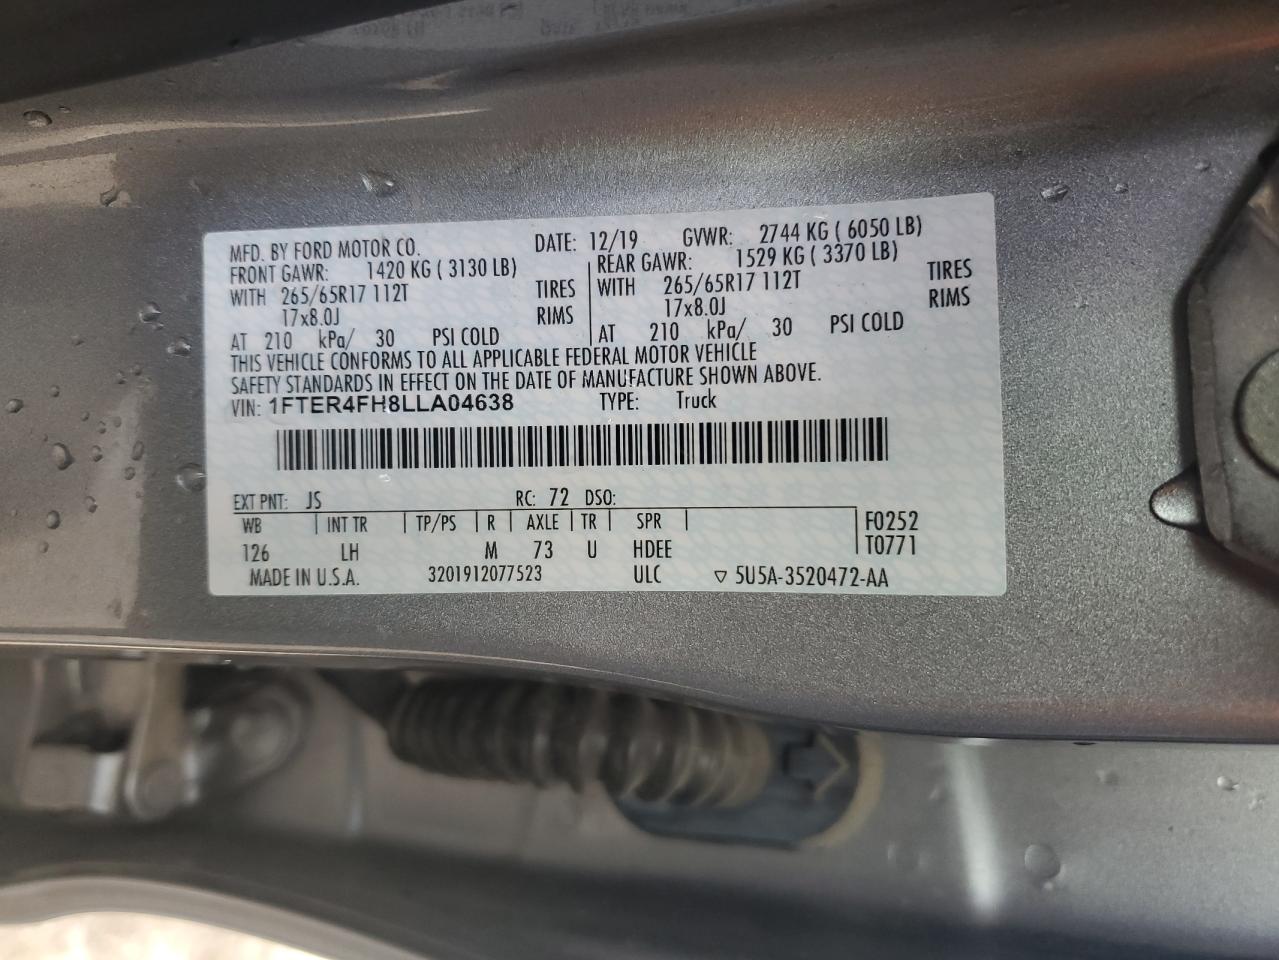 MFD. BY FORD MOTOR CO. DATE: 12/19 GVWR: 2744 KG ( 6050 LB)
FRONT GAWR: 1420 KG ( 3130 LB) REAR GAWR: 1529 KG ( 3370 LB)
WITH 265/65R17 112T TIRES WITH 265/65R17 112T TIRES
17x8.0J RIMS 17x8.0J RIMS
AT 210 kPa/ 30 PSI COLD AT 210 kPa/ 30 PSI COLD
THIS VEHICLE CONFORMS TO ALL APPLICABLE FEDERAL MOTOR VEHICLE
SAFETY STANDARDS IN EFFECT ON THE DATE OF MANUFACTURE SHOWN ABOVE.
VIN: 1FTER4FH8LLA04638 TYPE: Truck
EXT PNT: JS RC: 72 DSO:
WB INT TR TP/PS R AXLE TR SPR F0252
126 LH M 73 U HDEE T0771
MADE IN U.S.A. 3201912077523 ULC ▽ 5U5A-3520472-AA